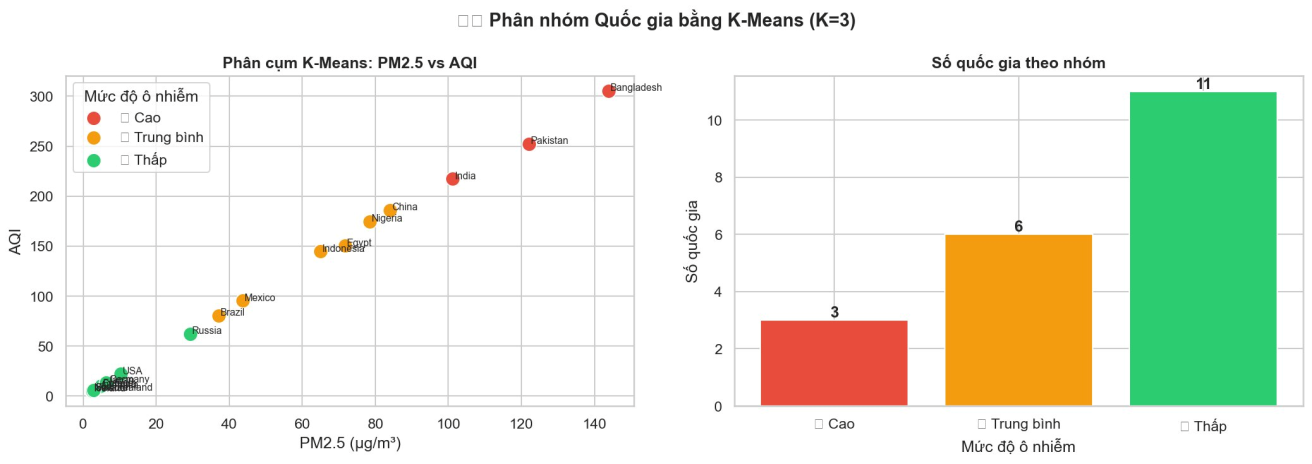 Phân nhóm Quốc gia bằng K-Means (K=3)
Phân cụm K-Means: PM2.5 vs AQI
Mức độ ô nhiễm
Cao
Trung bình
Thấp
AQI
300
250
200
150
100
50
0
Bangladesh
Pakistan
India
China
Nigeria
Egypt
Indonesia
Mexico
Brazil
Russia
USA
Germany
0 20 40 60 80 100 120 140
PM2.5 (µg/m³)
Số quốc gia theo nhóm
Số quốc gia
10
8
6
4
2
0
3
6
11
Cao Trung bình Thấp
Mức độ ô nhiễm